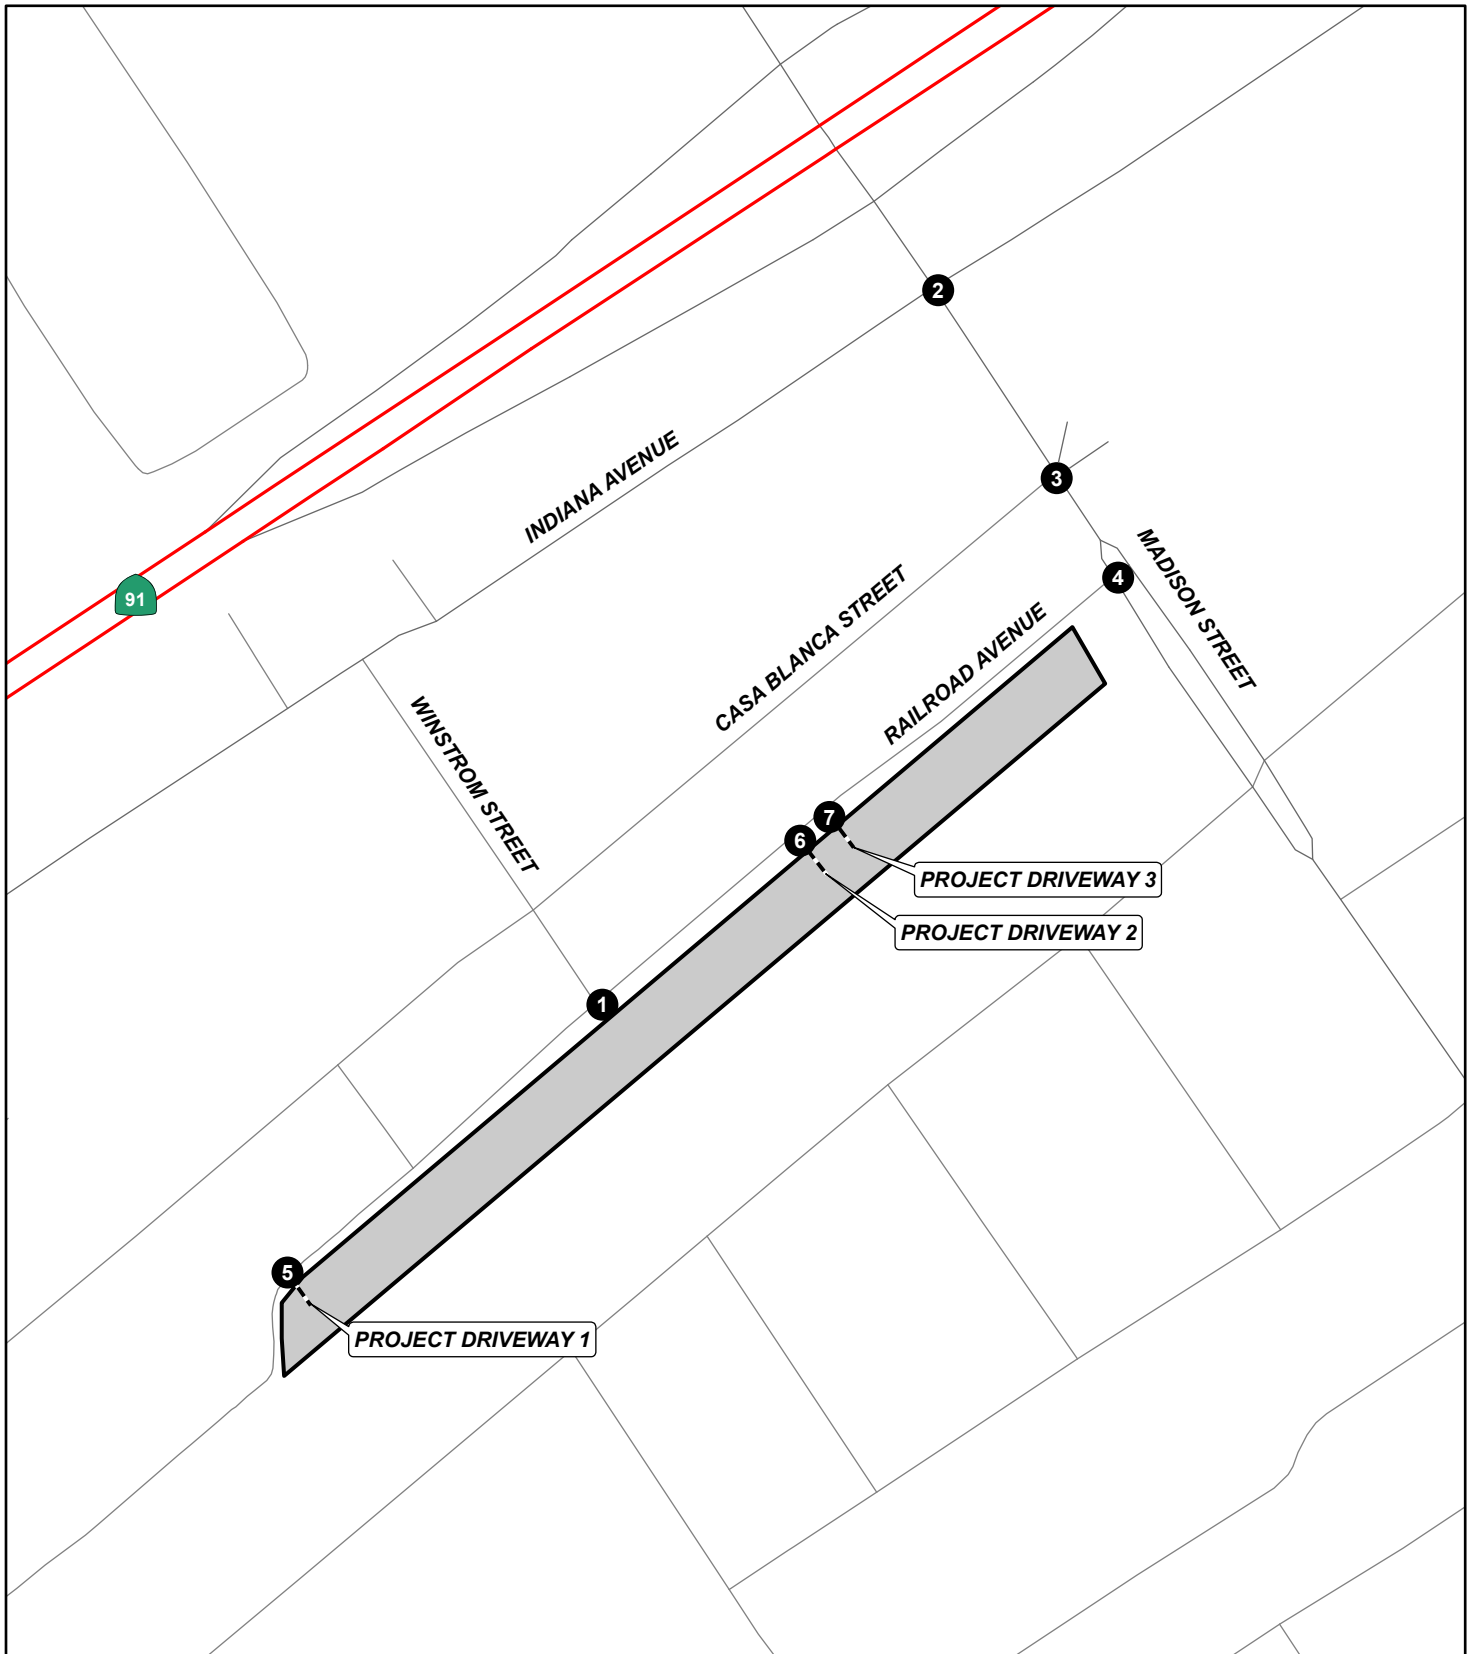 2
INDIANA AVENUE
3
MADISON STREET
4
91
CASA BLANCA STREET
RAILROAD AVENUE
WINSTROM STREET
7
6
PROJECT DRIVEWAY 3
PROJECT DRIVEWAY 2
1
5
PROJECT DRIVEWAY 1